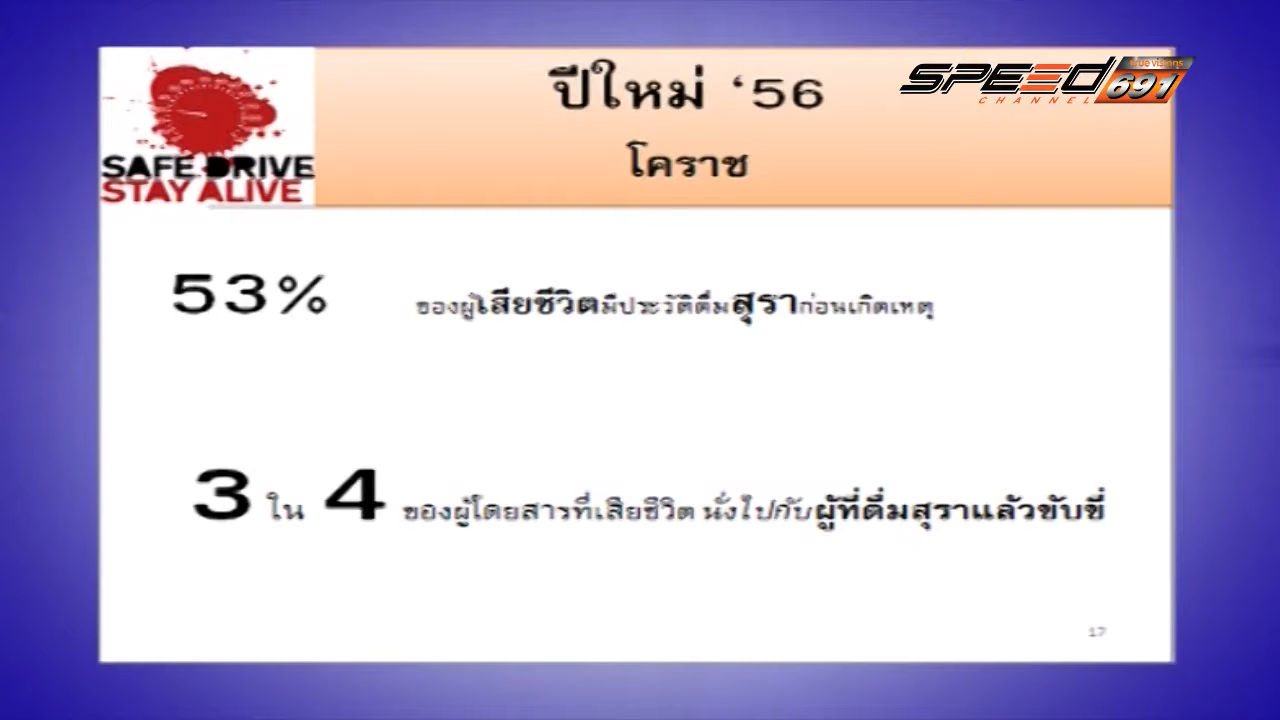 ปีใหม่ ‘56
โคราช
SPEED
CHANNEL
true visions
691
SAFE DRIVE
STAY ALIVE
53% ของผู้เสียชีวิตมีประวัติดื่มสุราก่อนเกิดเหตุ
3 ใน 4 ของผู้โดยสารที่เสียชีวิต นั่งไปกับผู้ที่ดื่มสุราแล้วขับขี่
17